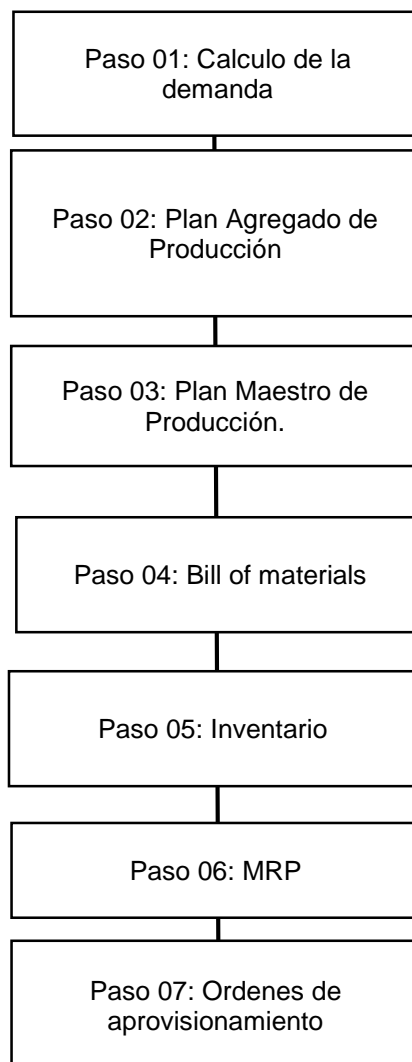 Paso 01: Calculo de la
demanda
Paso 02: Plan Agregado de
Producción
Paso 03: Plan Maestro de
Producción.
Paso 04: Bill of materials
Paso 05: Inventario
Paso 06: MRP
Paso 07: Ordenes de
aprovisionamiento